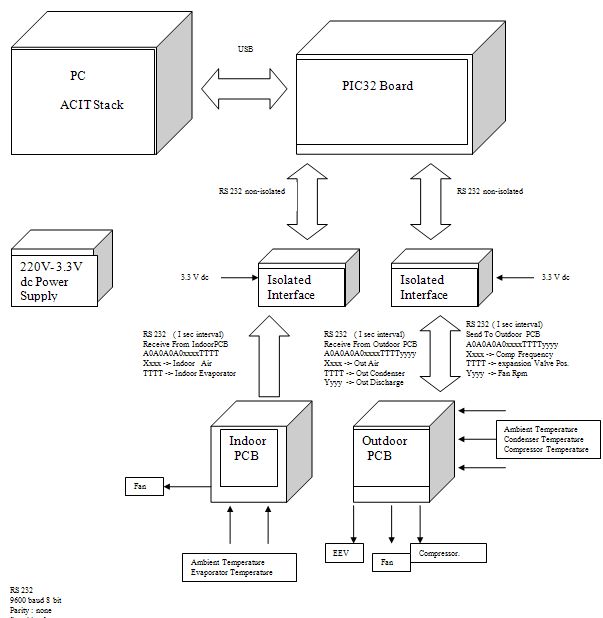 USB
PC
ACIT Stack
PIC32 Board
RS 232 non-isolated
RS 232 non-isolated
220V- 3.3V
dc Power
Supply
3.3 V dc
Isolated
Interface
Isolated
Interface
3.3 V dc
RS 232 ( I sec interval)
Receive From IndoorPCB
A0A0A0A0xxxxTTTT
Xxxx -> Indoor Air
TTTT -> Indoor Evaporator
RS 232 ( I sec interval)
Receive From Outdoor PCB
A0A0A0A0xxxxTTTTyyyy
Xxxx -> Out Air
TTTT -> Out Condenser
Yyyy -> Out Discharge
RS 232 ( I sec interval)
Send To Outdoor PCB
A0A0A0A0xxxxTTTTyyyy
Xxxx -> Comp Frequency
TTTT -> expansion Valve Pos.
Yyyy -> Fan Rpm
Indoor
PCB
Outdoor
PCB
Ambient Temperature
Condenser Temperature
Compressor Temperature
Fan
EEV
Fan
Compressor.
Ambient Temperature
Evaporator Temperature
RS 232
9600 baud 8 bit
Parity : none